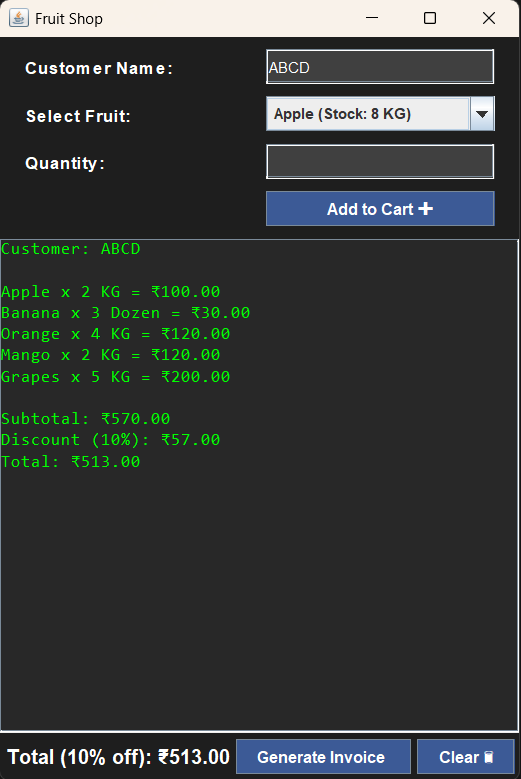 Fruit Shop
Customer Name:
ABCD
Select Fruit:
Apple (Stock: 8 KG)
Quantity:
Add to Cart ➕
Customer: ABCD
Apple x 2 KG = ₹100.00
Banana x 3 Dozen = ₹30.00
Orange x 4 KG = ₹120.00
Mango x 2 KG = ₹120.00
Grapes x 5 KG = ₹200.00
Subtotal: ₹570.00
Discount (10%): ₹57.00
Total: ₹513.00
Total (10% off): ₹513.00
Generate Invoice
Clear